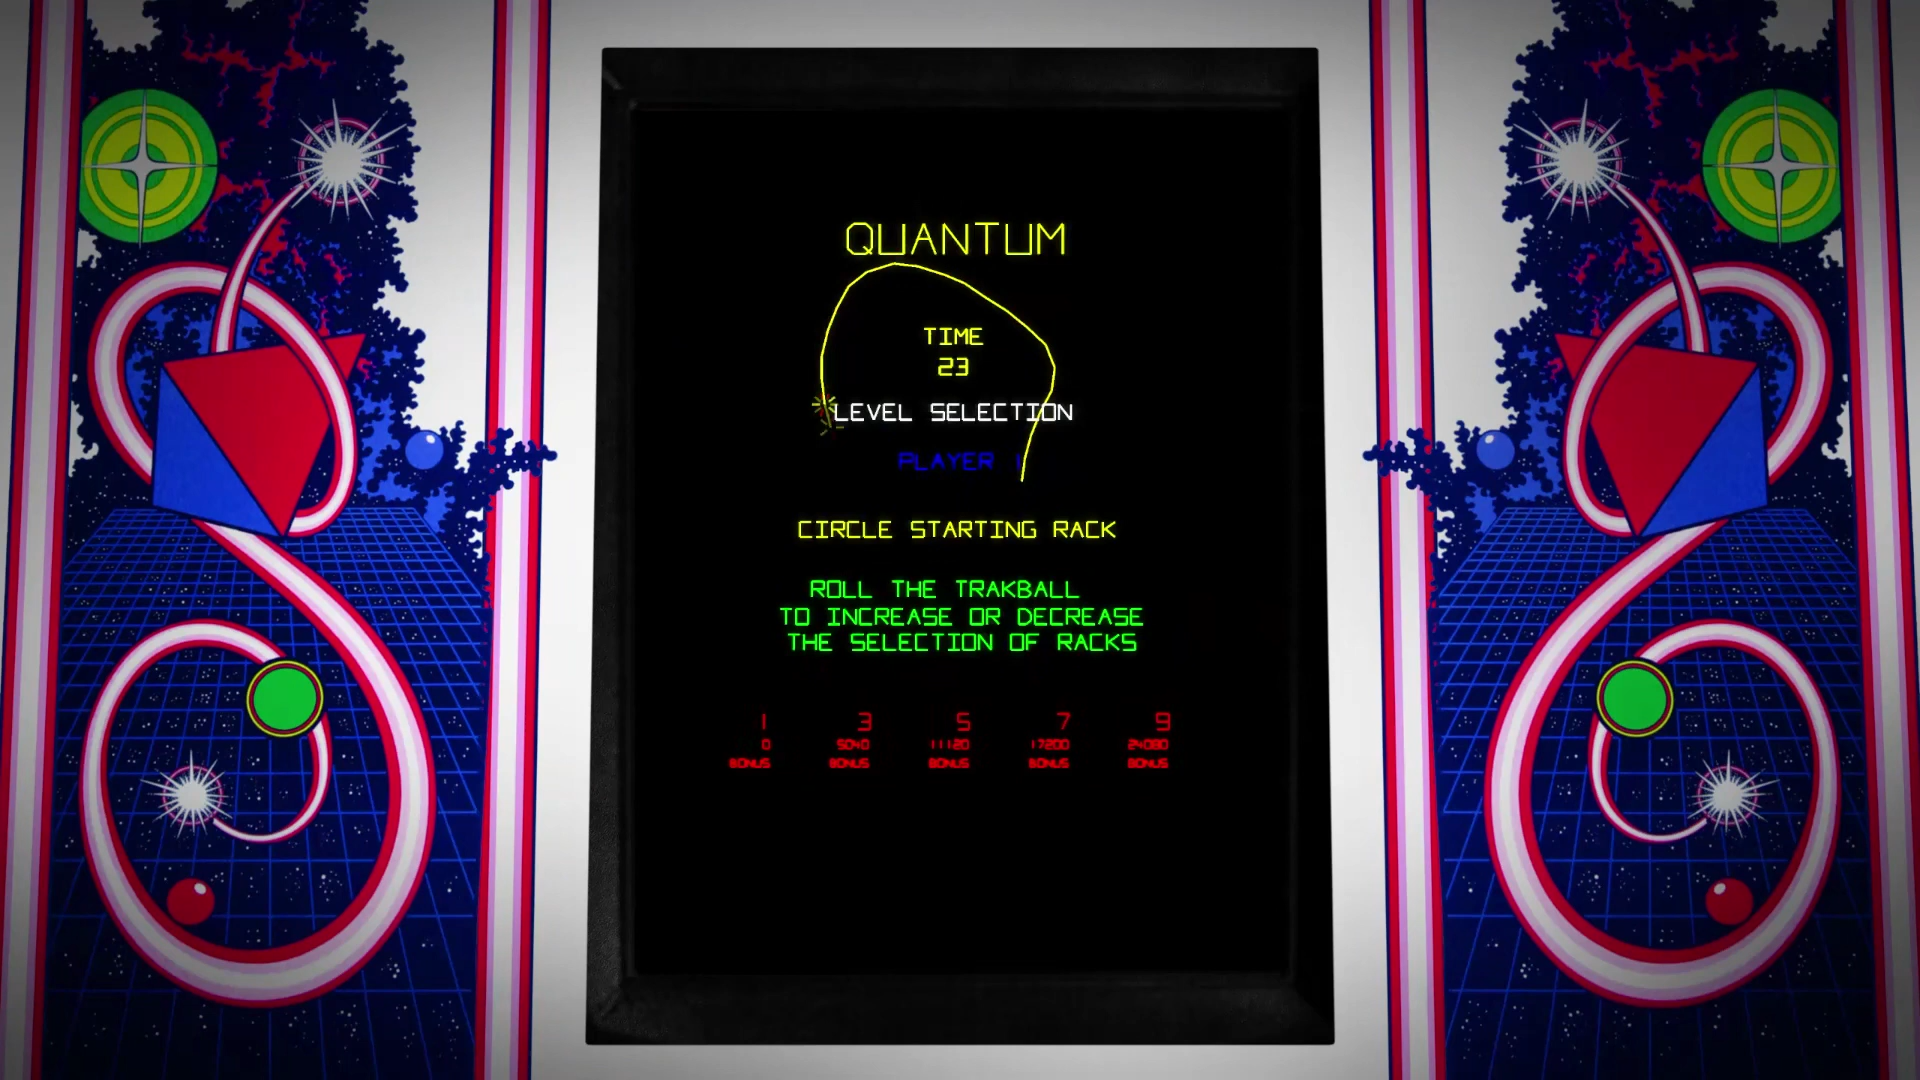 QUANTUM
TIME
23
LEVEL SELECTION
PLAYER 1
CIRCLE STARTING RACK
ROLL THE TRAKBALL
TO INCREASE OR DECREASE
THE SELECTION OF RACKS
1 3 5 7 9
0 5040 11120 17200 24080
BONUS BONUS BONUS BONUS BONUS